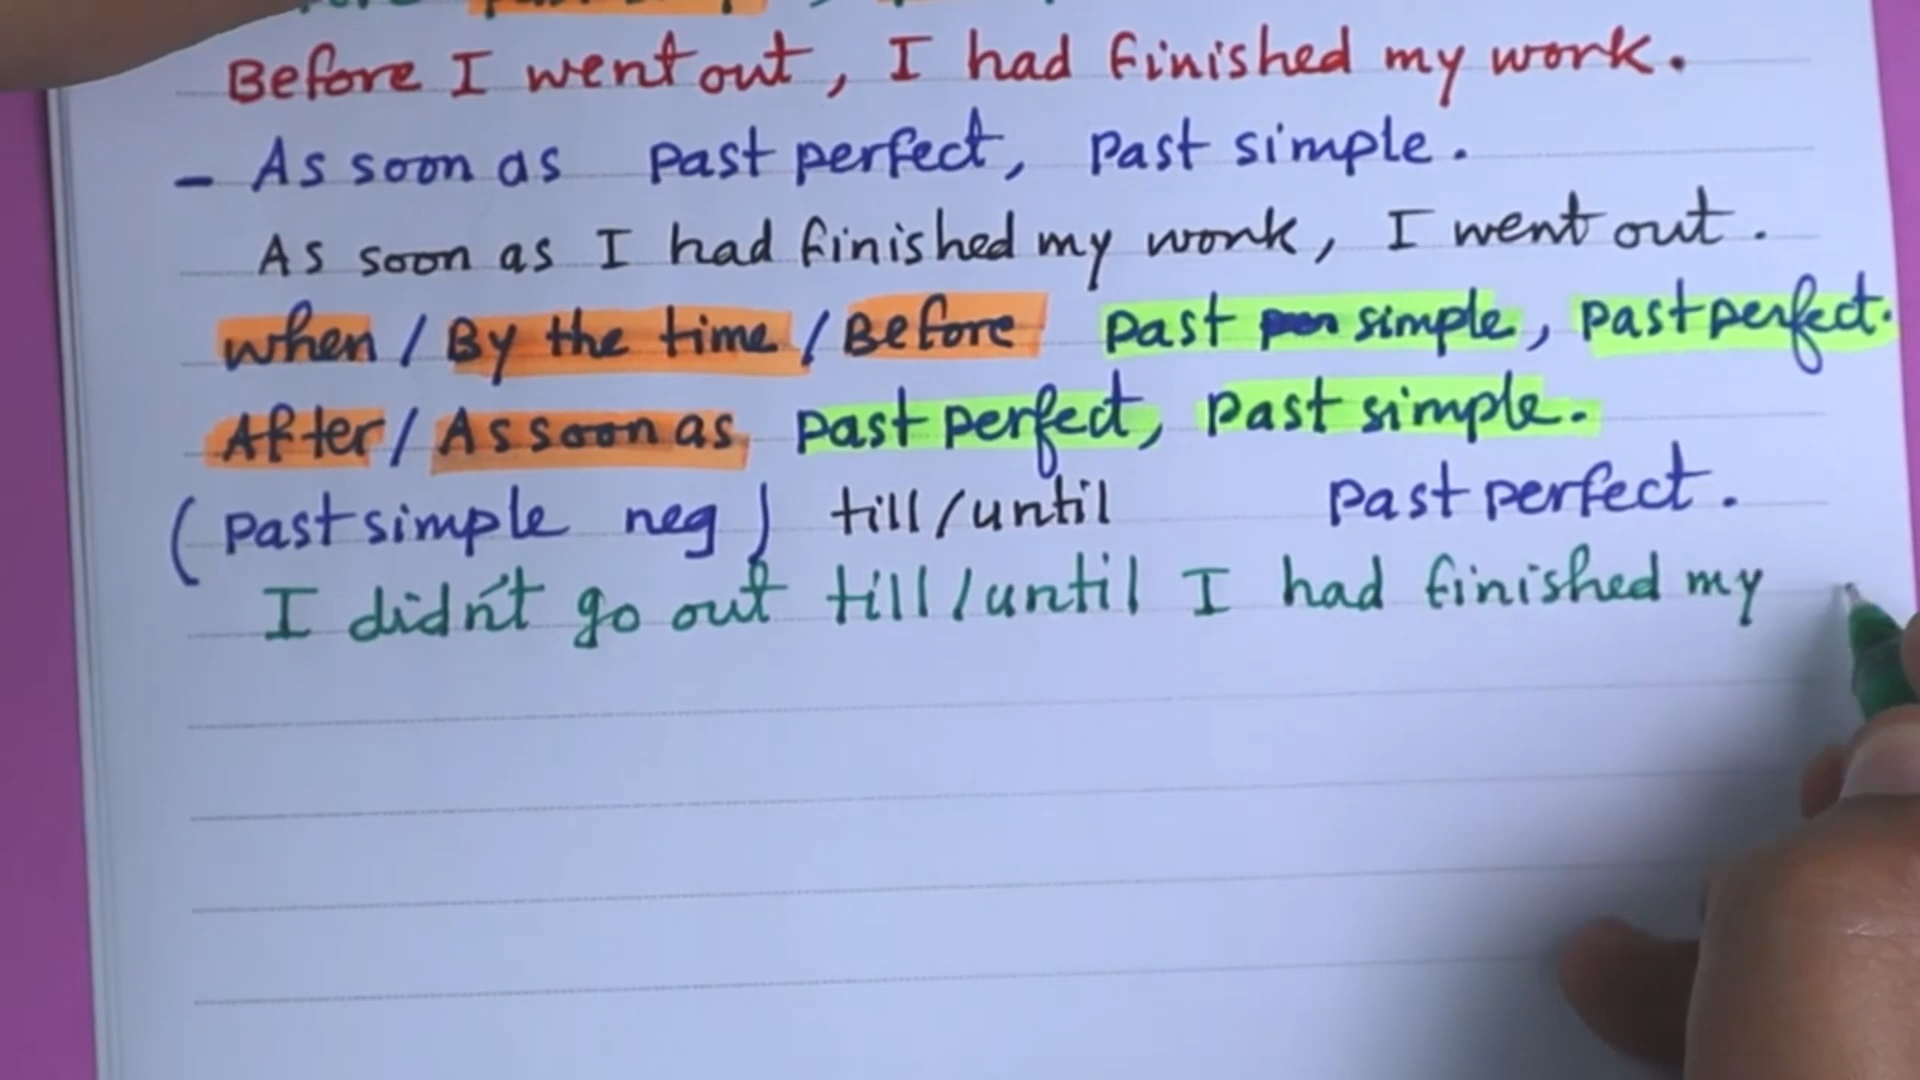 Before I went out, I had finished my work.
- As soon as past perfect, past simple.
As soon as I had finished my work, I went out.
when / By the time / Before past simple, past perfect.
After / As soon as past perfect, past simple.
(past simple neg) till/until past perfect.
I didn't go out till/until I had finished my